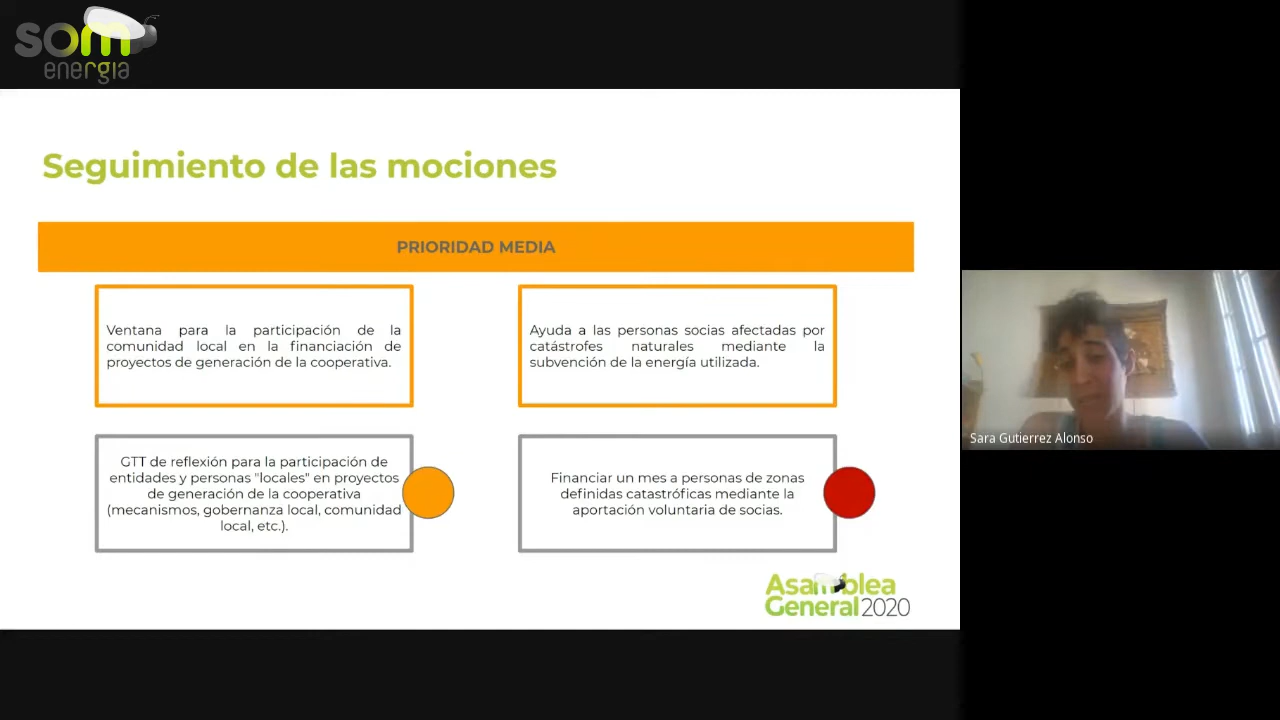 som
energia
Seguimiento de las mociones
PRIORIDAD MEDIA
Ventana para la participación de la
comunidad local en la financiación de
proyectos de generación de la cooperativa.
Ayuda a las personas socias afectadas por
catástrofes naturales mediante la
subvención de la energía utilizada.
GTT de reflexión para la participación de
entidades y personas "locales" en proyectos
de generación de la cooperativa
(mecanismos, gobernanza local, comunidad
local, etc.).
Financiar un mes a personas de zonas
definidas catastróficas mediante la
aportación voluntaria de socias.
Asamblea
General 2020
Sara Gutierrez Alonso